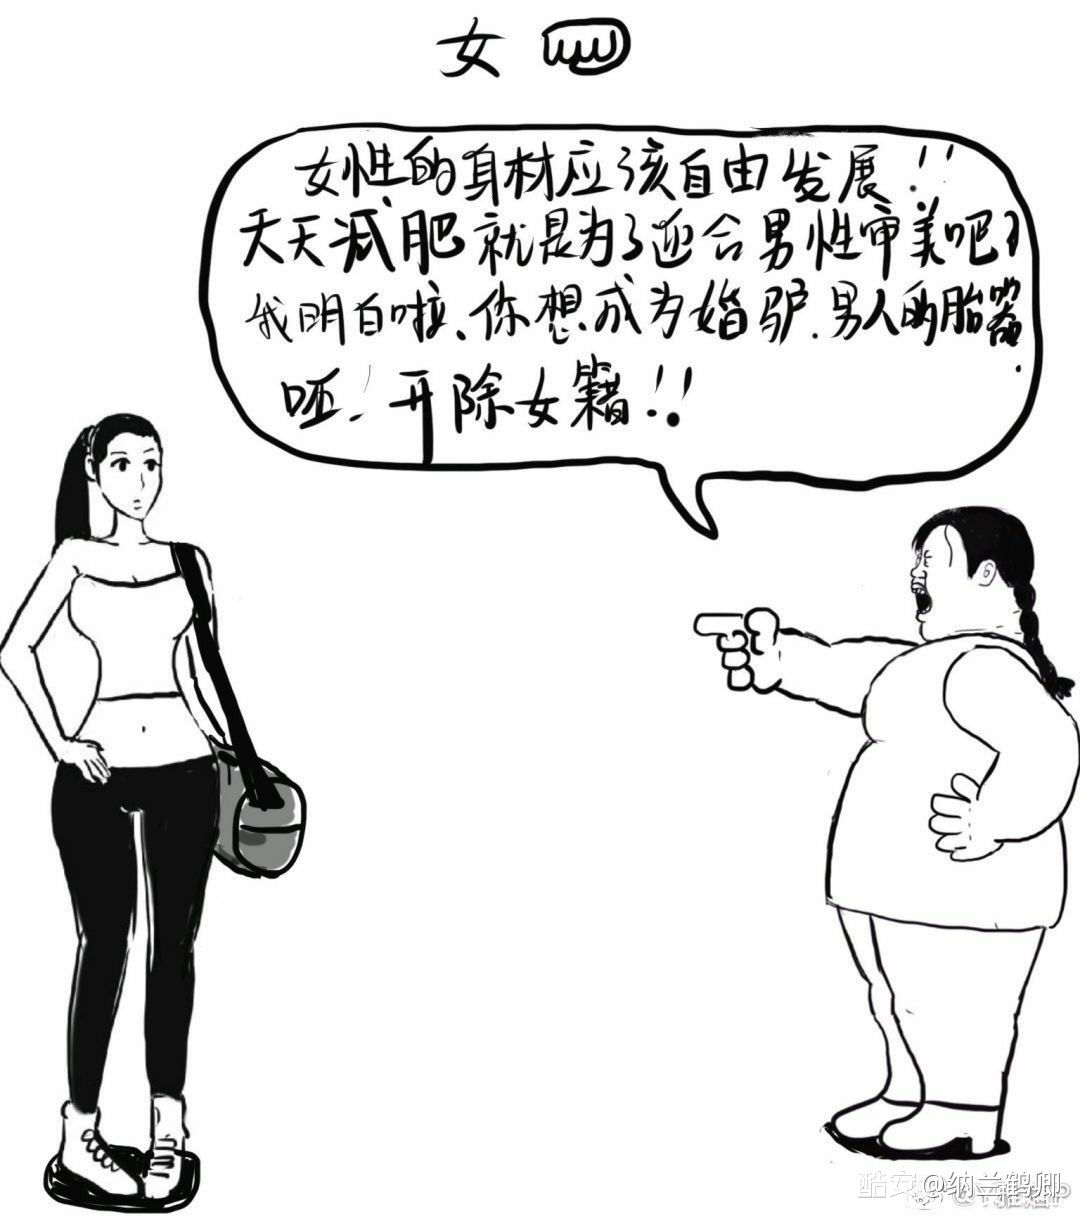 女
女性的身材应该自由发展!!
天天减肥就是为了迎合男性审美吧?
我明白啦、你想成为婚驴.男人的胎器.
呸!开除女籍!!
酷安 @纳兰鹤卿